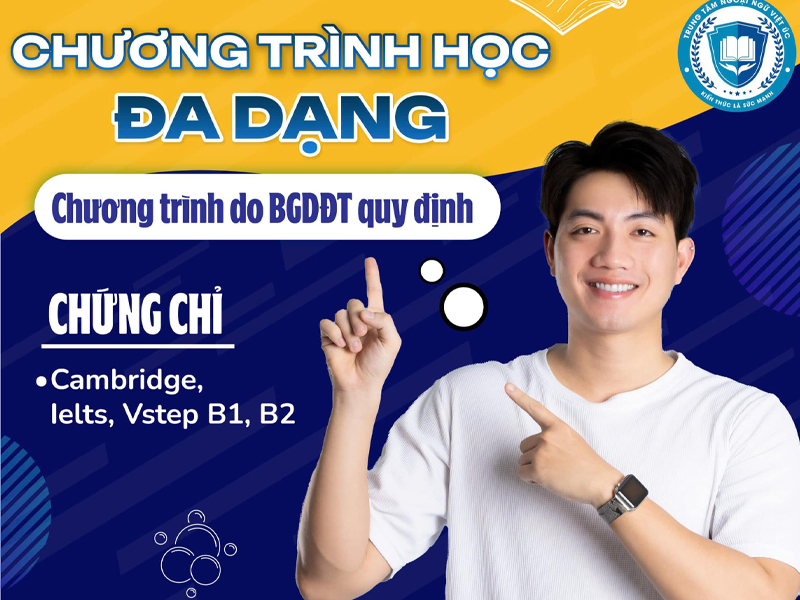 CHƯƠNG TRÌNH HỌC
ĐA DẠNG
TRUNG TÂM NGOẠI NGỮ VIỆT ÚC
KIẾN THỨC LÀ SỨC MẠNH
Chương trình do BGDĐT quy định
CHỨNG CHỈ
•Cambridge,
Ielts, Vstep B1, B2